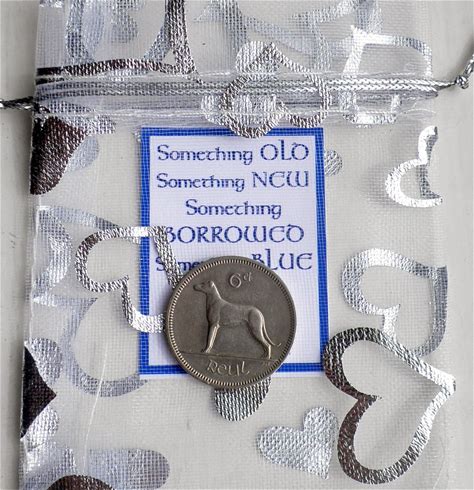 Something OLD
Something NEW
Something
BORROWED
BLUE
6d
Reul